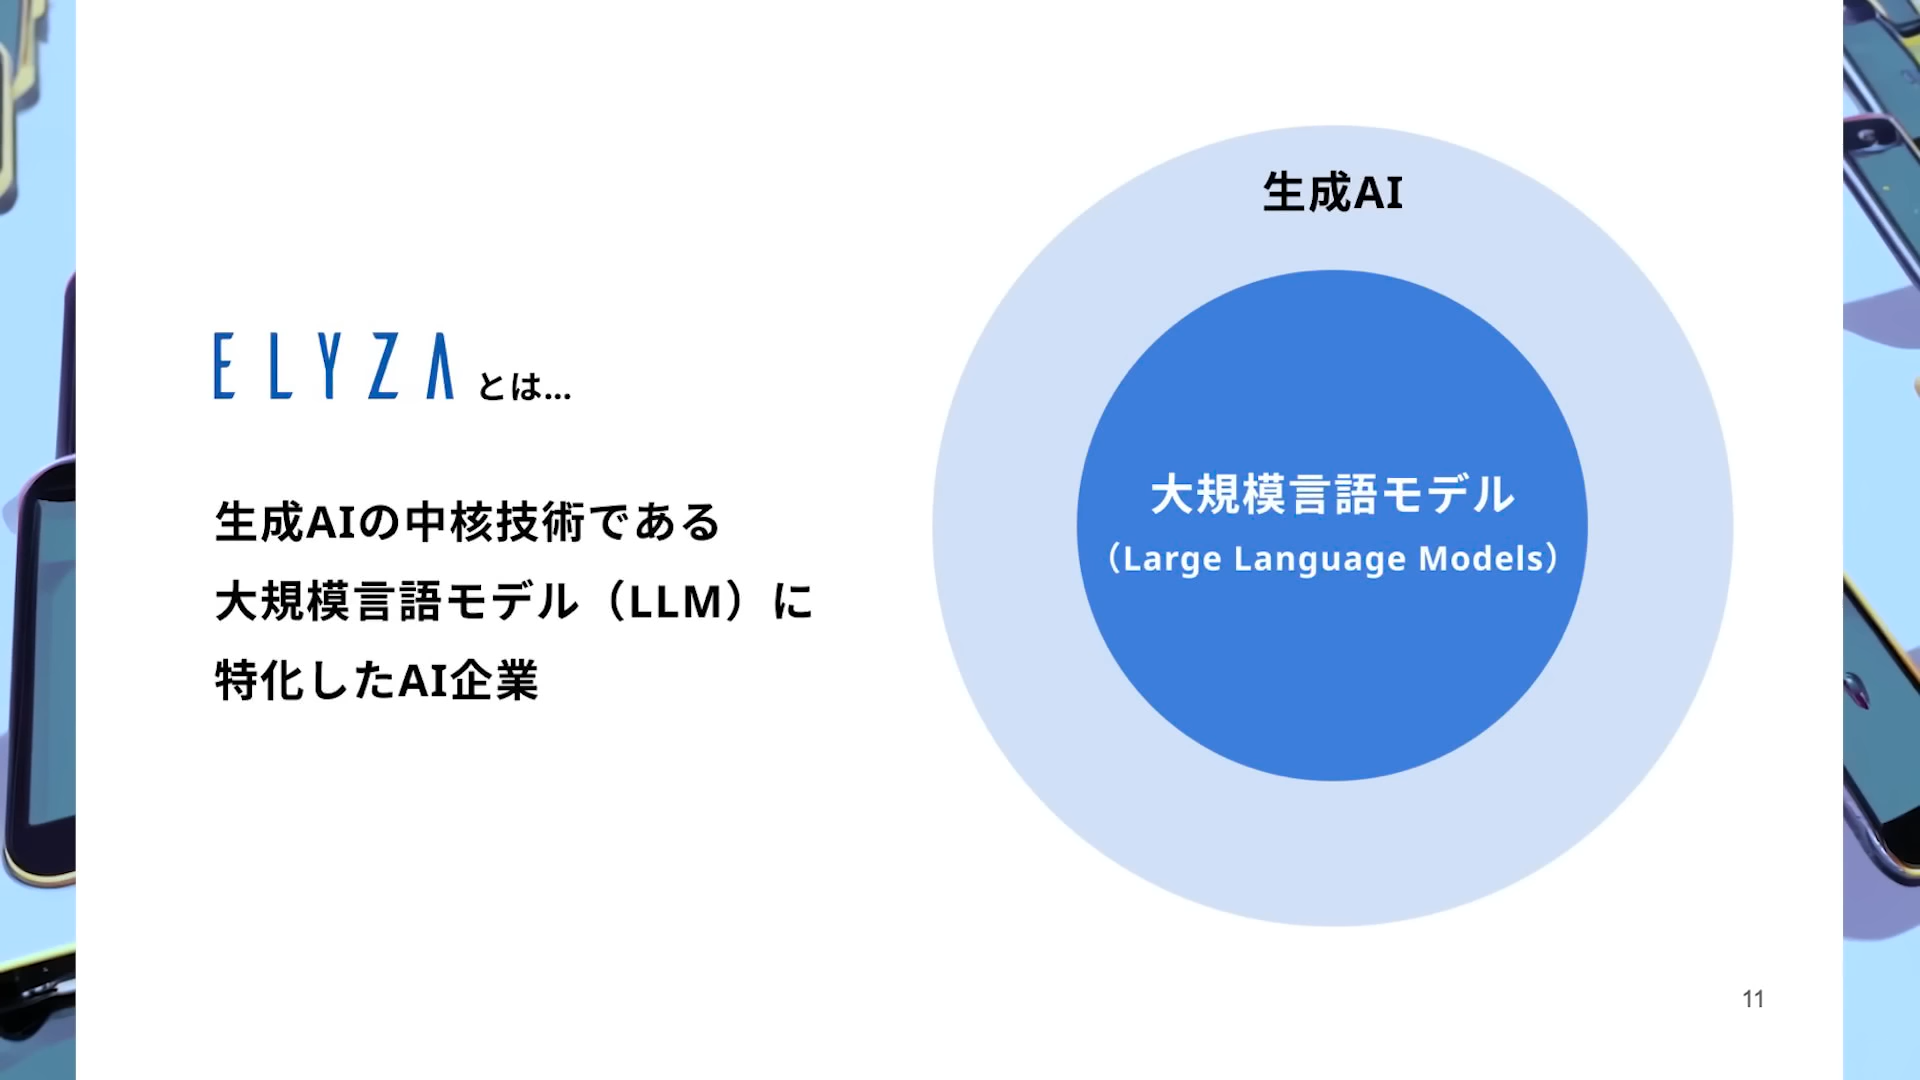 ELYZA とは...
生成AIの中核技術である
大規模言語モデル（LLM）に
特化したAI企業
生成AI
大規模言語モデル
（Large Language Models）
11